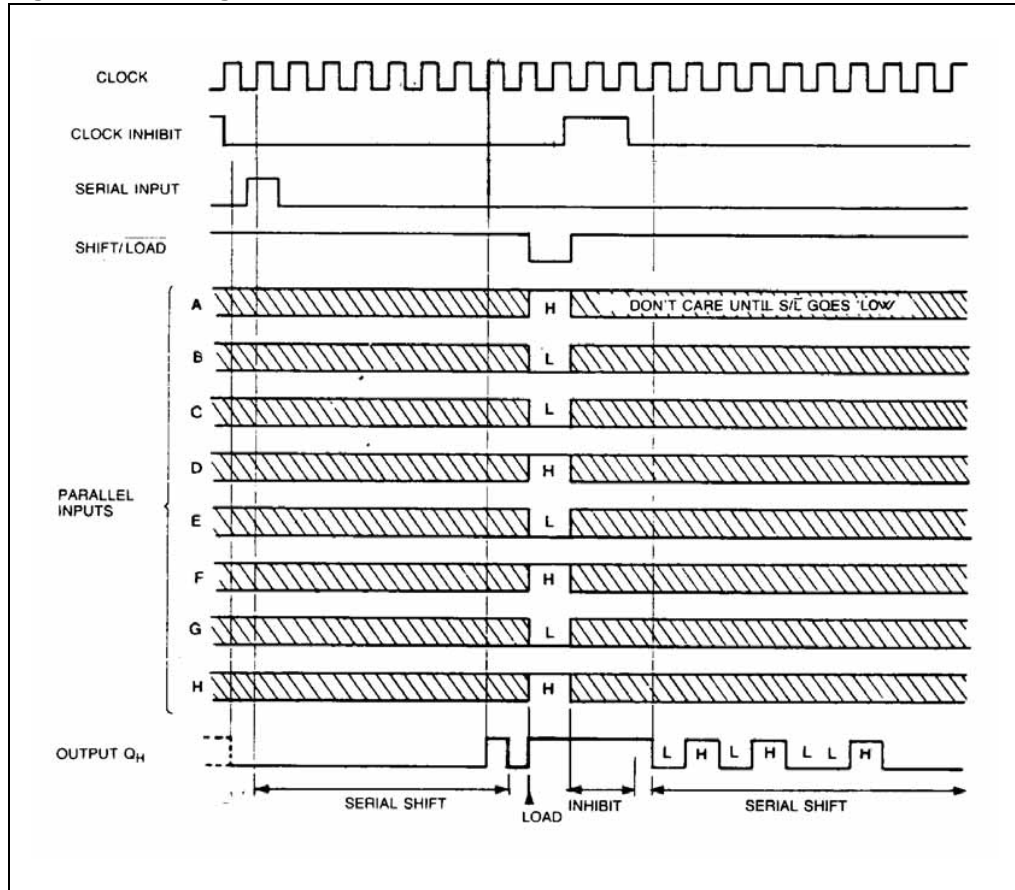 CLOCK
CLOCK INHIBIT
SERIAL INPUT
SHIFT/LOAD
A H DON'T CARE UNTIL S/L GOES LOW
B L
C L
D H
PARALLEL
INPUTS
E L
F H
G L
H H
OUTPUT QH L H L H L L H
SERIAL SHIFT LOAD INHIBIT SERIAL SHIFT